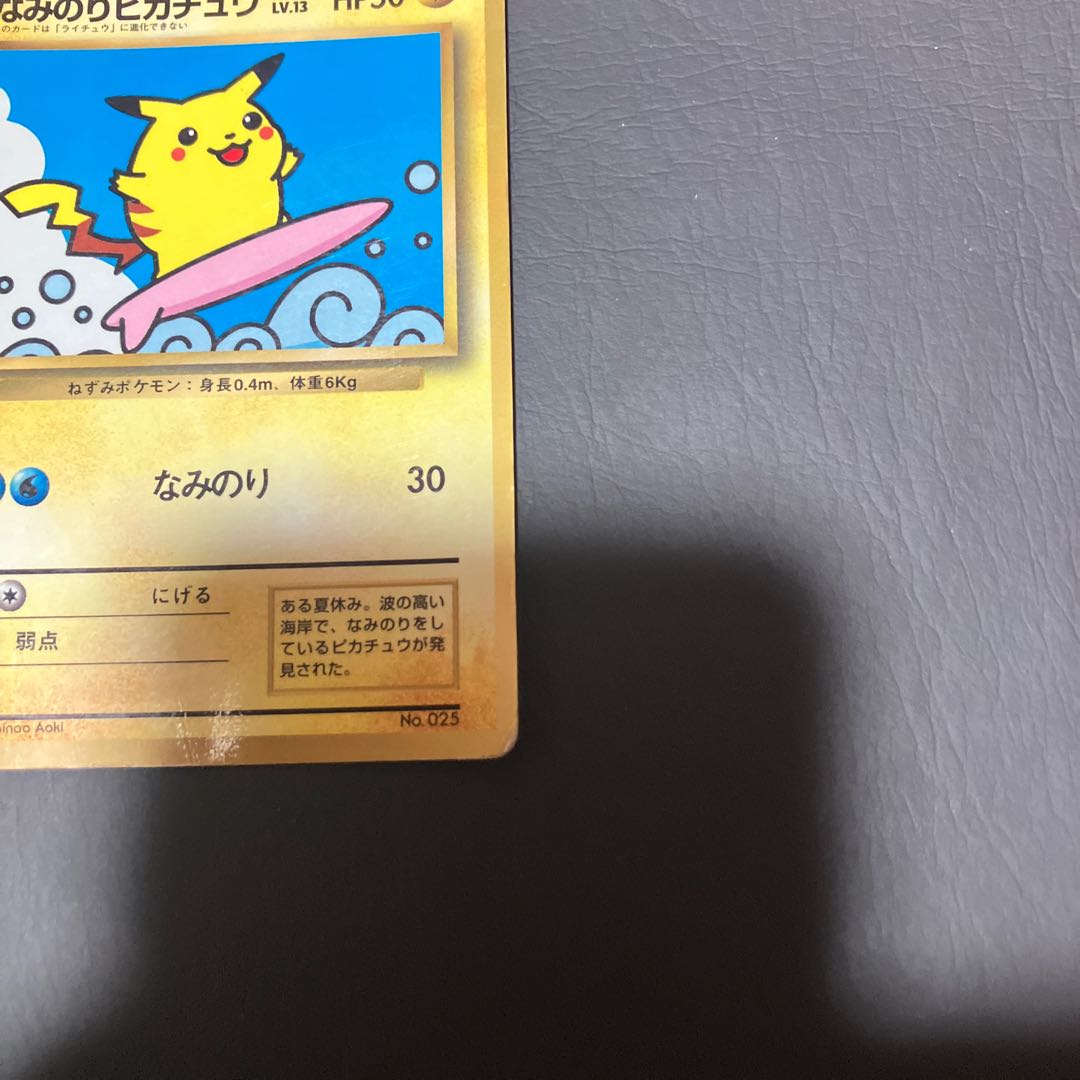 なみのりピカチュウ LV.13 HP50
のカードは「ライチュウ」に進化できない
ねずみポケモン：身長0.4m、体重6Kg
なみのり 30
にげる
弱点
ある夏休み。波の高い
海岸で、なみのりをし
ているピカチュウが発
見された。
Aoki No. 025